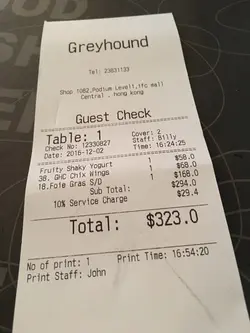 Greyhound
Tel: 23831133
Shop 1082,Podium Level1,ifc mall
Central , hong kong
Guest Check
Table: 1 Cover: 2
Check No: 12330827 Staff: Billy
Date: 2016-12-02 Time: 16:24:25
Fruity Shaky Yogurt 1 $58.0
38. GHC Chix Wings 1 $68.0
18.Foie Gras S/D 1 $168.0
Sub Total: $294.0
10% Service Charge $29.4
Total: $323.0
No of print: 1 Print Time: 16:54:20
Print Staff: John